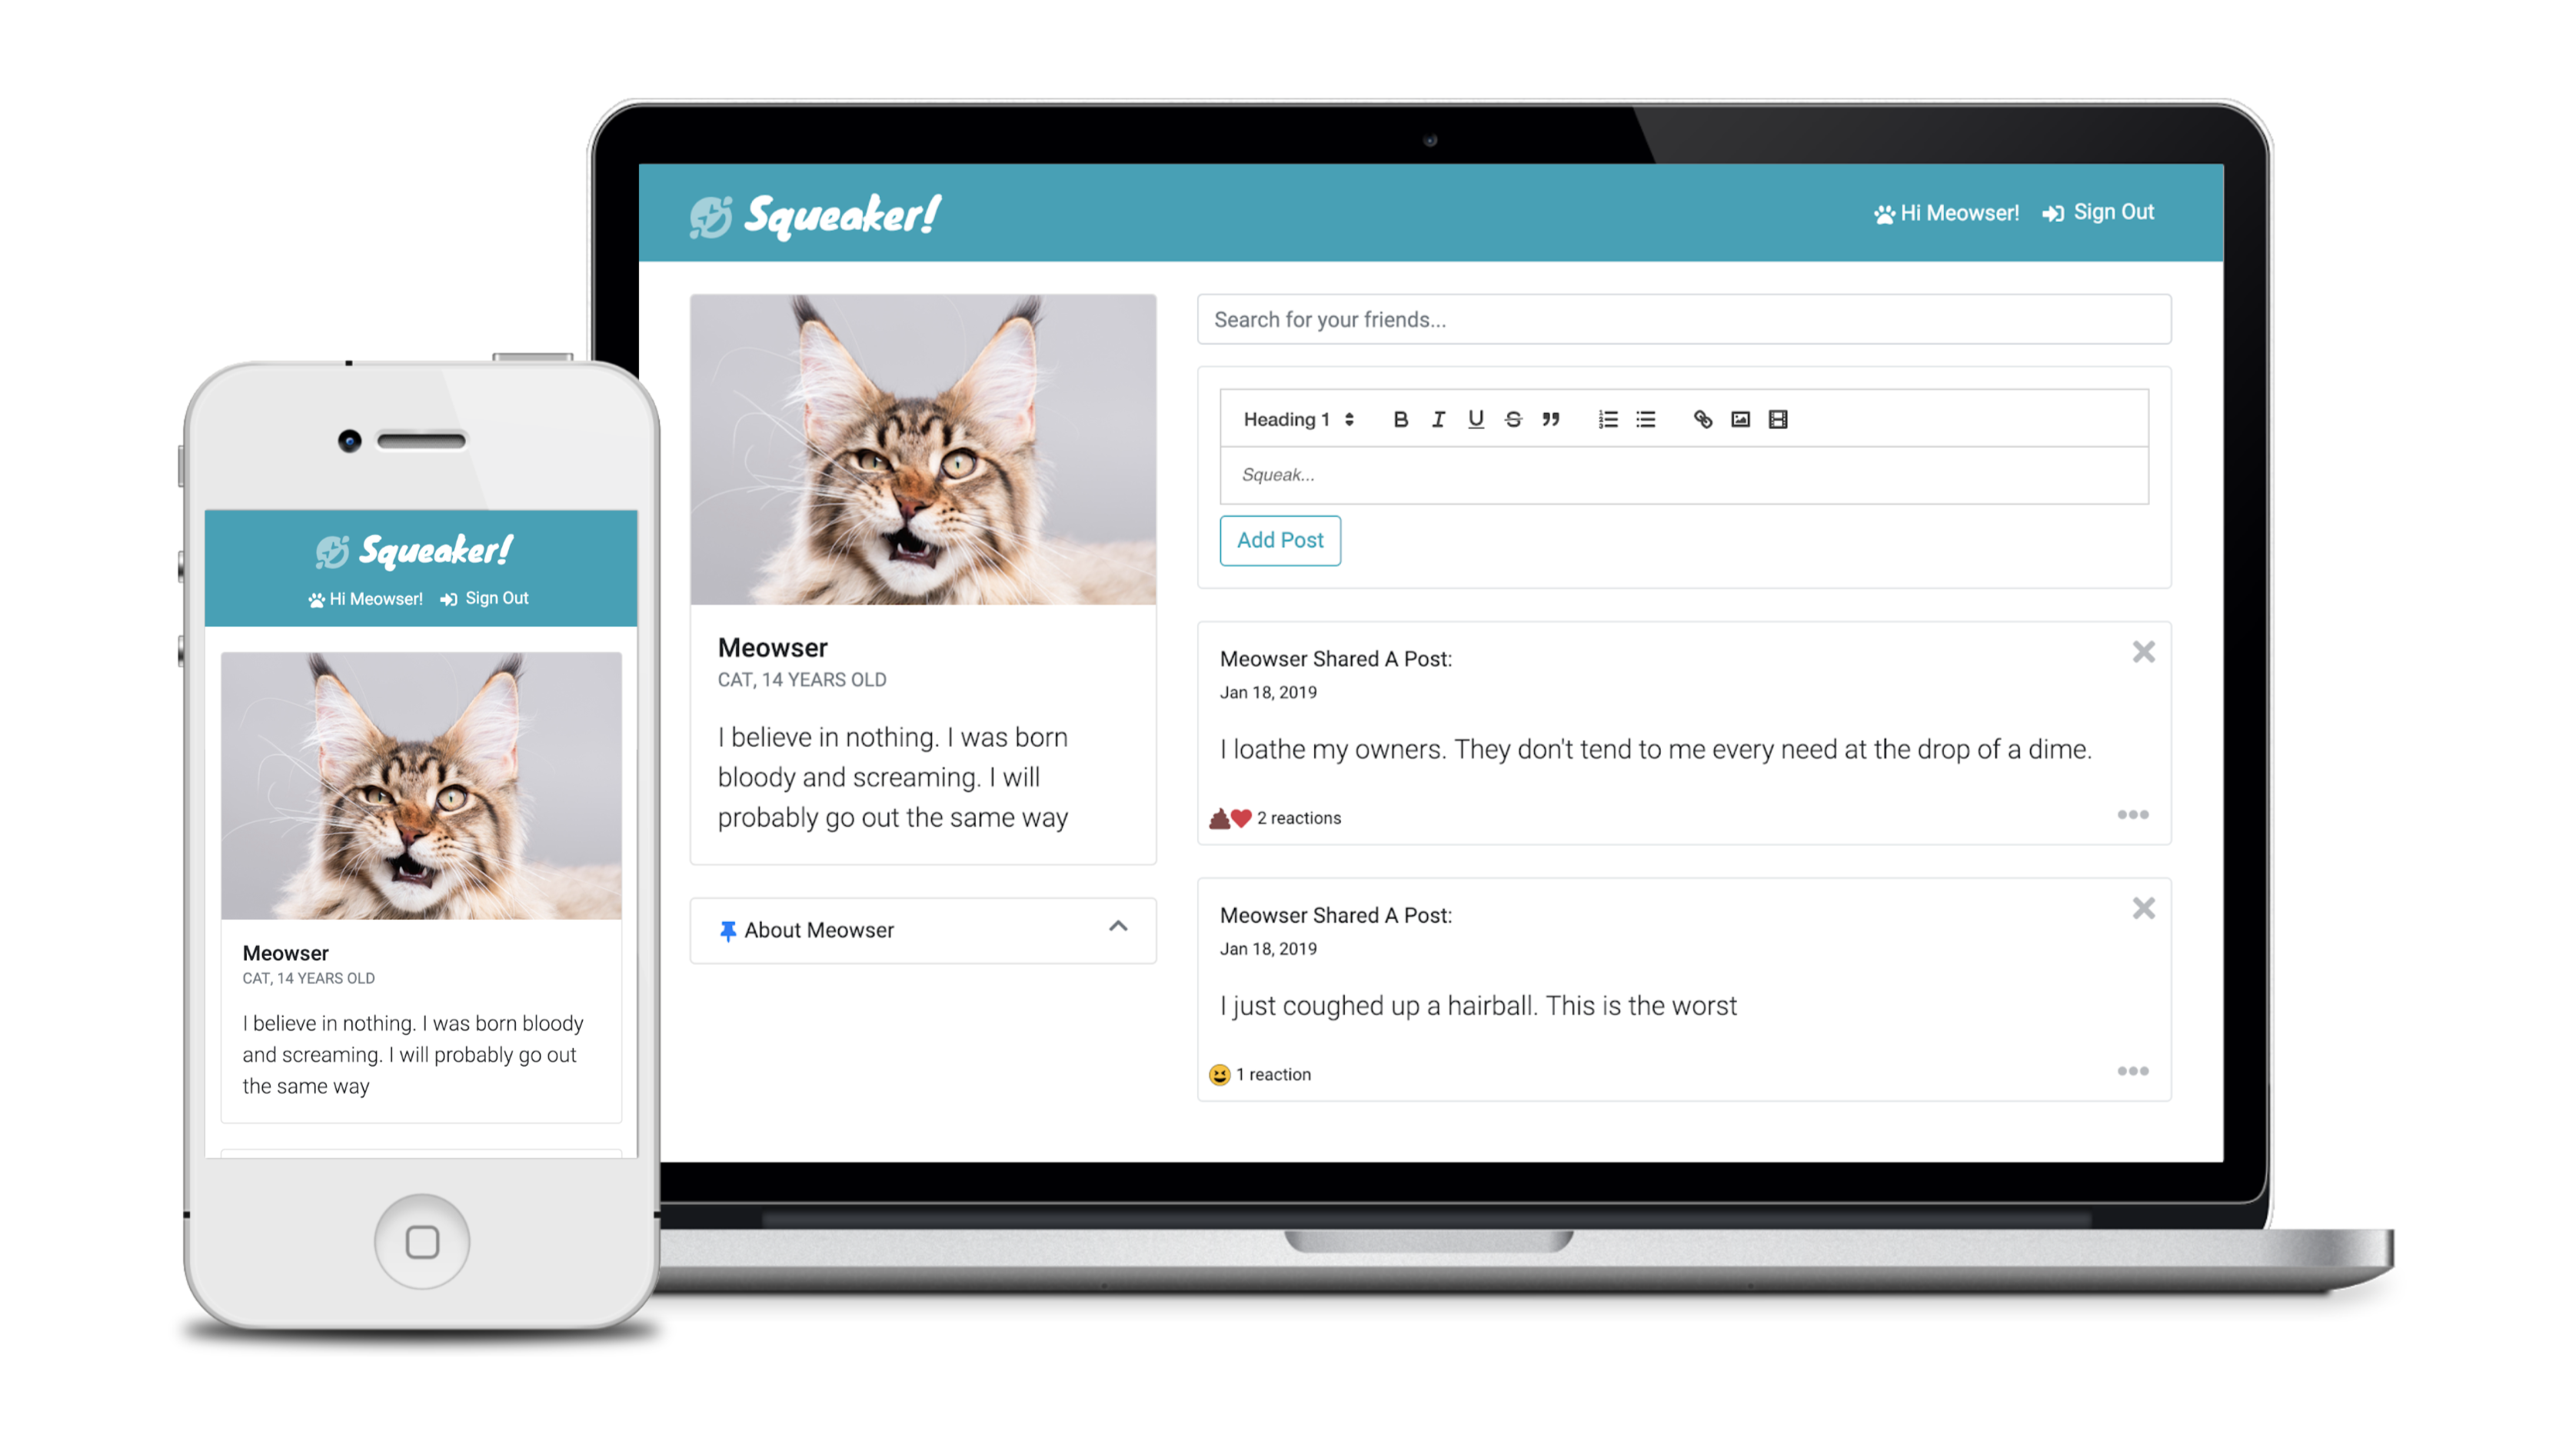 Squeaker!
Hi Meowser! Sign Out
Meowser
CAT, 14 YEARS OLD
I believe in nothing. I was born bloody
and screaming. I will probably go out
the same way
Squeaker!
Hi Meowser! Sign Out
Meowser
CAT, 14 YEARS OLD
I believe in nothing. I was born
bloody and screaming. I will
probably go out the same way
About Meowser
Search for your friends...
Heading 1 B I U S
Squeak...
Add Post
Meowser Shared A Post:
Jan 18, 2019
I loathe my owners. They don't tend to me every need at the drop of a dime.
2 reactions
Meowser Shared A Post:
Jan 18, 2019
I just coughed up a hairball. This is the worst
1 reaction